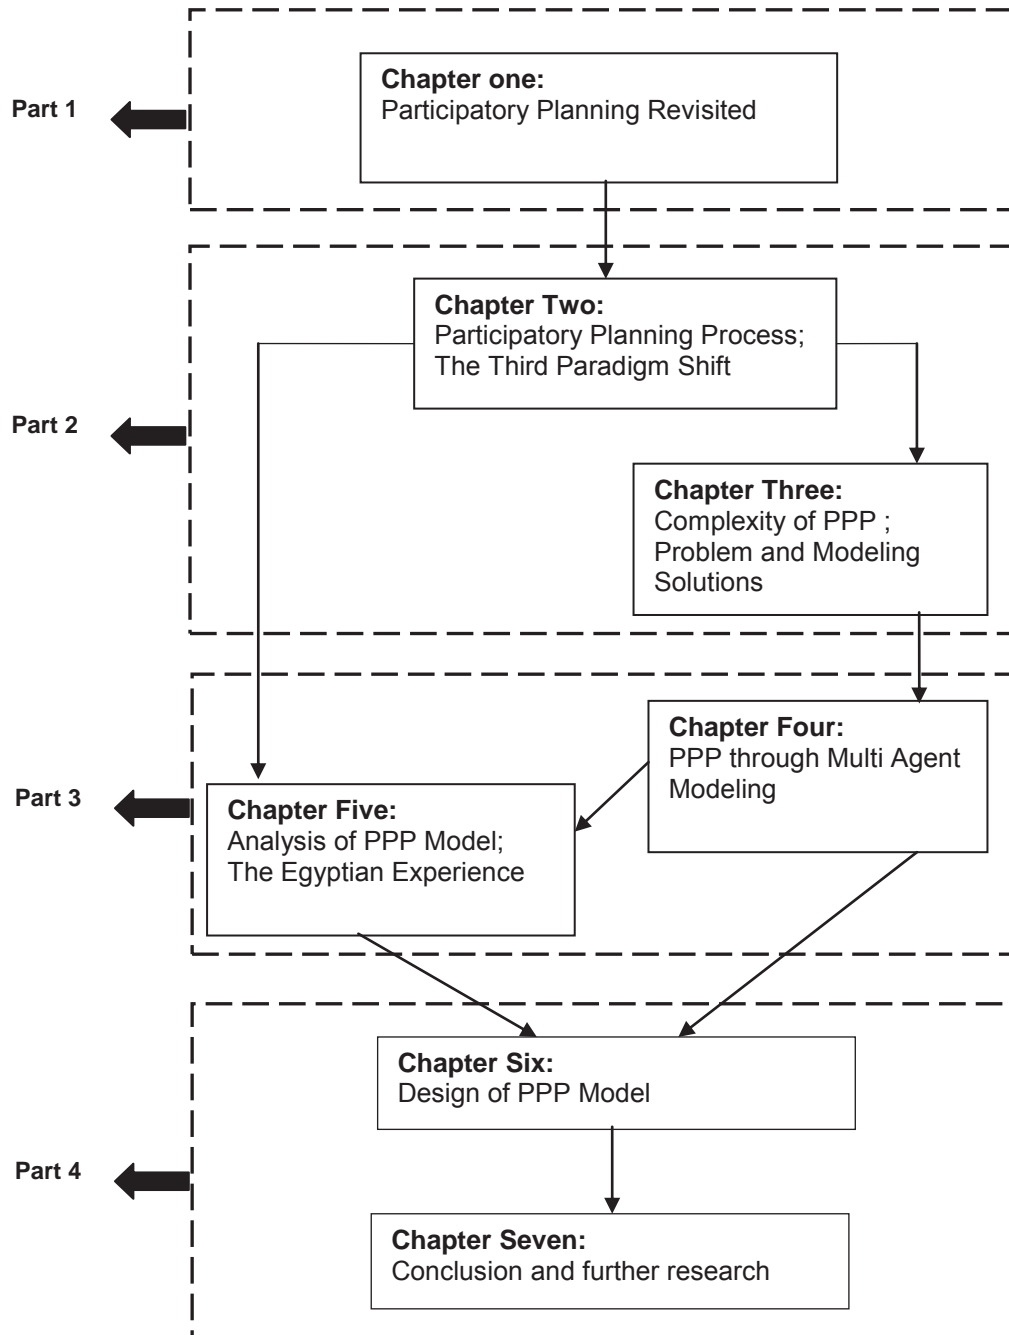 Part 1
Chapter one:
Participatory Planning Revisited
Part 2
Chapter Two:
Participatory Planning Process;
The Third Paradigm Shift
Chapter Three:
Complexity of PPP ;
Problem and Modeling
Solutions
Part 3
Chapter Four:
PPP through Multi Agent
Modeling
Chapter Five:
Analysis of PPP Model;
The Egyptian Experience
Part 4
Chapter Six:
Design of PPP Model
Chapter Seven:
Conclusion and further research